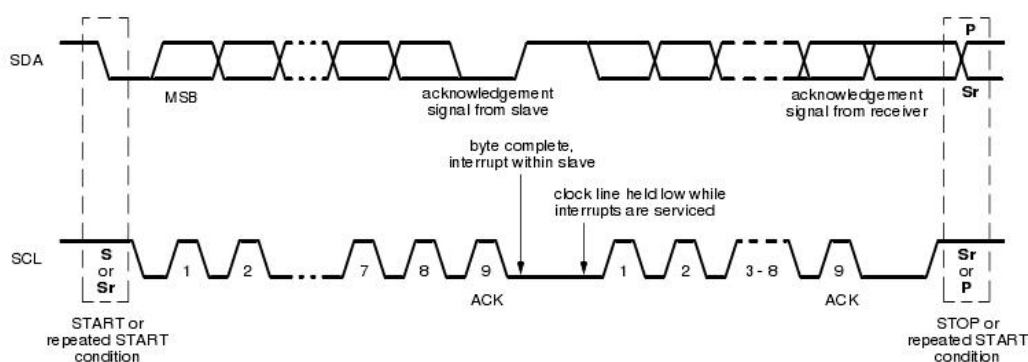 P
SDA
MSB
acknowledgement
signal from slave
acknowledgement
signal from receiver
Sr
byte complete,
interrupt within slave
clock line held low while
interrupts are serviced
SCL
S
or
Sr
1
2
7
8
9
1
2
3 - 8
9
Sr
or
P
ACK
ACK
START or
repeated START
condition
STOP or
repeated START
condition